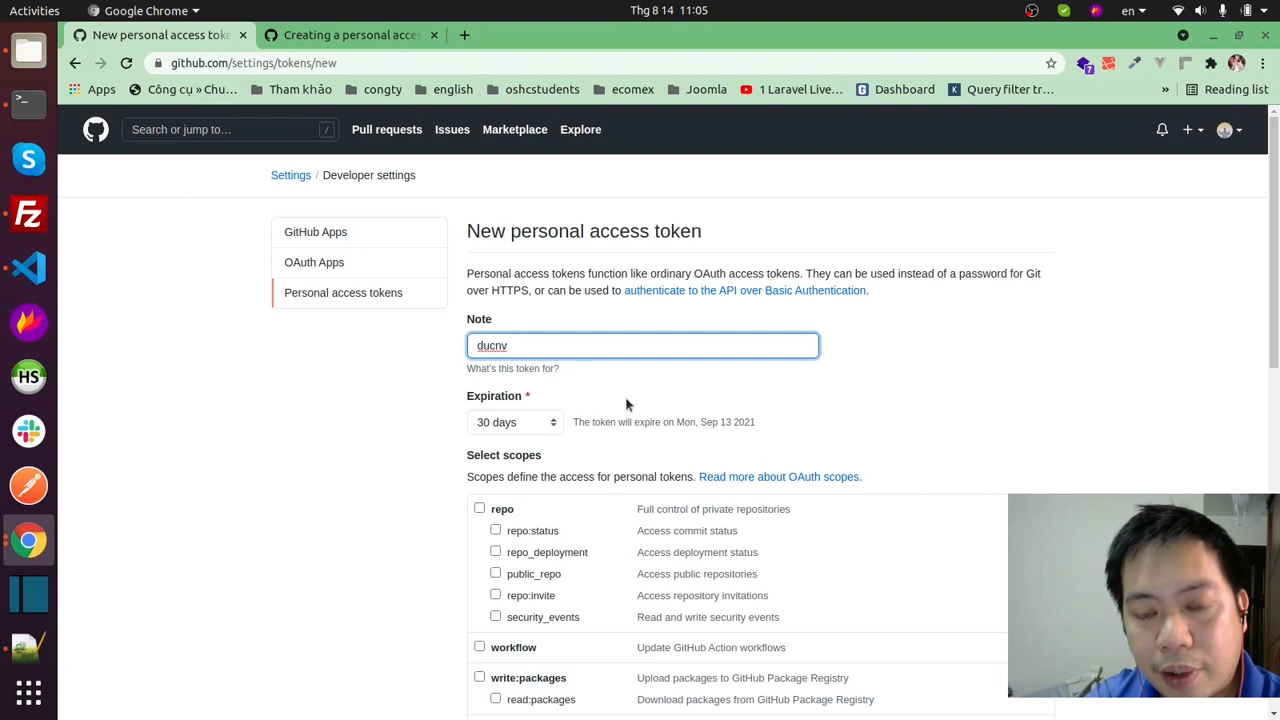 Activities
Google Chrome
Thg 8 14 11:05
en
New personal access toke
Creating a personal acces
github.com/settings/tokens/new
7
Apps
Công cụ » Chu…
Tham khảo
congty
english
oshcstudents
ecomex
Joomla
1 Laravel Live…
Dashboard
Query filter tr…
»
Reading list
Search or jump to…
/
Pull requests
Issues
Marketplace
Explore
Settings / Developer settings
GitHub Apps
OAuth Apps
Personal access tokens
New personal access token
Personal access tokens function like ordinary OAuth access tokens. They can be used instead of a password for Git
over HTTPS, or can be used to authenticate to the API over Basic Authentication.
Note
ducnv
What's this token for?
Expiration *
30 days
The token will expire on Mon, Sep 13 2021
Select scopes
Scopes define the access for personal tokens. Read more about OAuth scopes.
repo Full control of private repositories
repo:status Access commit status
repo_deployment Access deployment status
public_repo Access public repositories
repo:invite Access repository invitations
security_events Read and write security events
workflow Update GitHub Action workflows
write:packages Upload packages to GitHub Package Registry
read:packages Download packages from GitHub Package Registry
S
FZ
HS